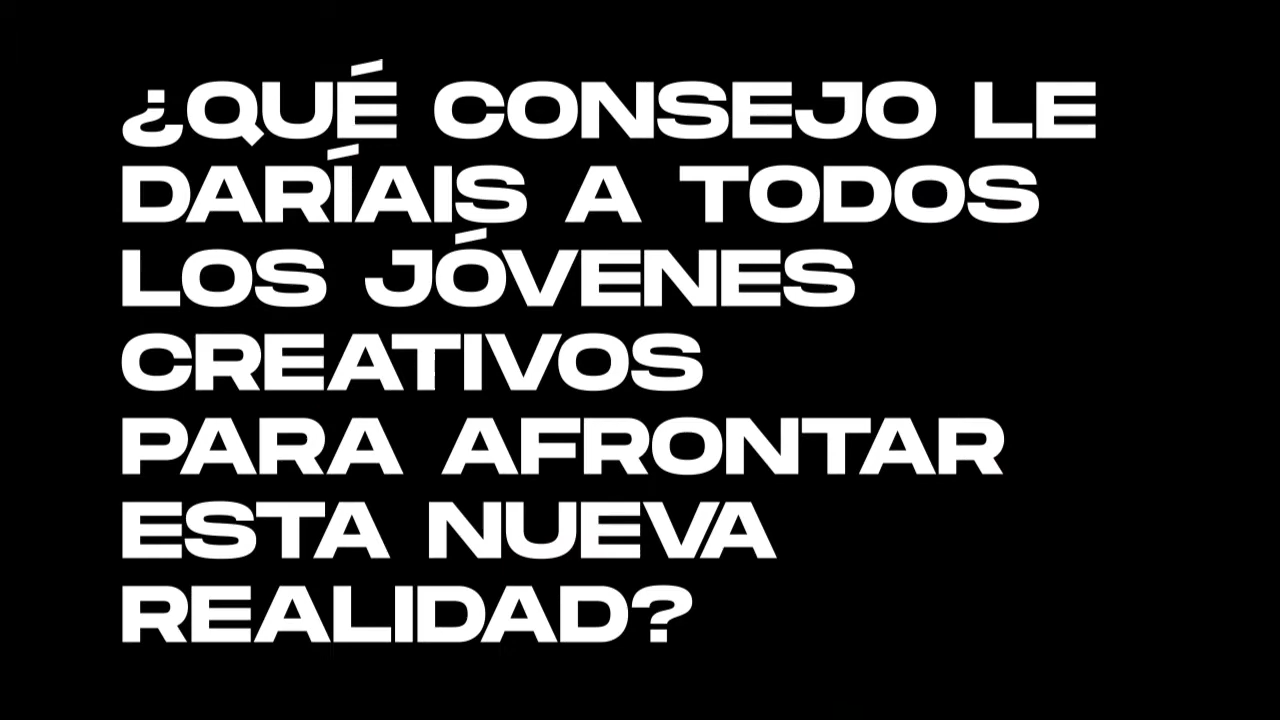 ¿QUÉ CONSEJO LE
DARÍAIS A TODOS
LOS JÓVENES
CREATIVOS
PARA AFRONTAR
ESTA NUEVA
REALIDAD?